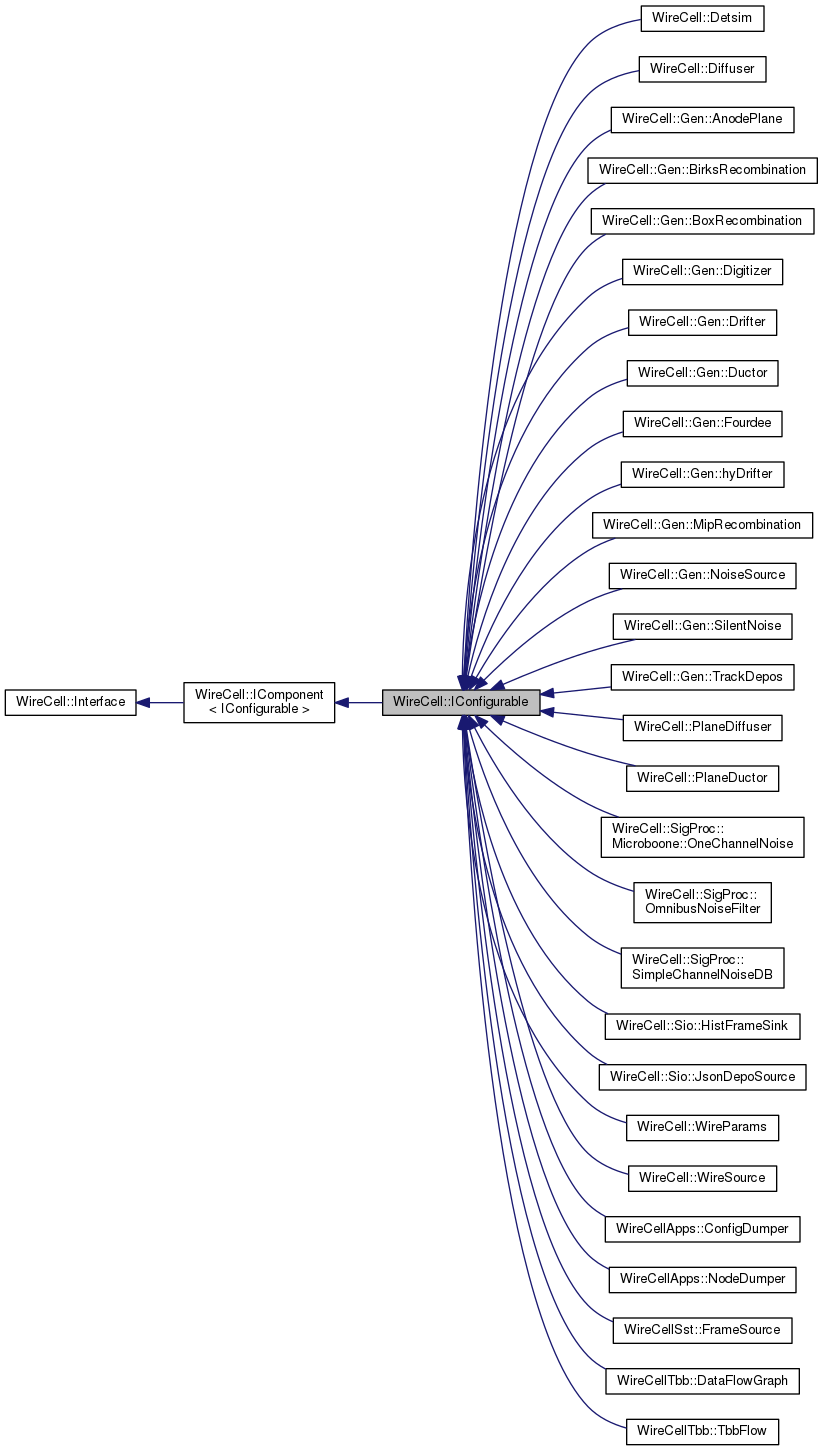 WireCell::Detsim
WireCell::Diffuser
WireCell::Gen::AnodePlane
WireCell::Gen::BirksRecombination
WireCell::Gen::BoxRecombination
WireCell::Gen::Digitizer
WireCell::Gen::Drifter
WireCell::Gen::Ductor
WireCell::Gen::Fourdee
WireCell::Gen::hyDrifter
WireCell::Gen::MipRecombination
WireCell::Gen::NoiseSource
WireCell::Gen::SilentNoise
WireCell::Gen::TrackDepos
WireCell::Interface
WireCell::IComponent
< IConfigurable >
WireCell::IConfigurable
WireCell::PlaneDiffuser
WireCell::PlaneDuctor
WireCell::SigProc::
Microboone::OneChannelNoise
WireCell::SigProc::
OmnibusNoiseFilter
WireCell::SigProc::
SimpleChannelNoiseDB
WireCell::Sio::HistFrameSink
WireCell::Sio::JsonDepoSource
WireCell::WireParams
WireCell::WireSource
WireCellApps::ConfigDumper
WireCellApps::NodeDumper
WireCellSst::FrameSource
WireCellTbb::DataFlowGraph
WireCellTbb::TbbFlow